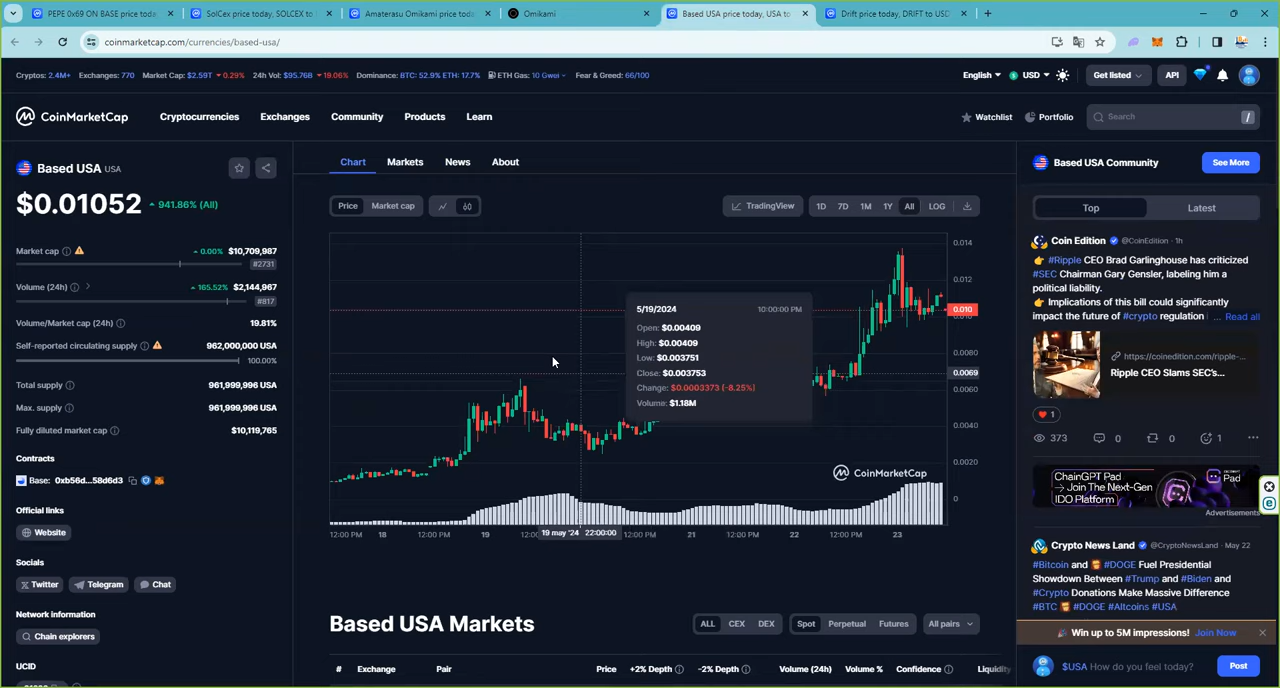 PEPE 0x69 ON BASE price toda
SolCex price today, SOLCEX to
Amaterasu Omikami price tod
Omikami
Based USA price today, USA to
Drift price today, DRIFT to USD
coinmarketcap.com/currencies/based-usa/
Cryptos: 2.4M+ Exchanges: 770 Market Cap: $2.59T 0.29% 24h Vol: $95.76B 19.06% Dominance: BTC: 52.9% ETH: 17.7% ETH Gas: 10 Gwei Fear & Greed: 66/100
English USD Get listed API
CoinMarketCap Cryptocurrencies Exchanges Community Products Learn
Watchlist Portfolio Search /
Based USA USA
$0.01052 941.86% (All)
Market cap 0.00% $10,709,987
#2731
Volume (24h) 165.52% $2,144,967
#817
Volume/Market cap (24h) 19.81%
Self-reported circulating supply 962,000,000 USA
100.00%
Total supply 961,999,996 USA
Max. supply 961,999,996 USA
Fully diluted market cap $10,119,765
Contracts
Base: 0xb56d...58d6d3
Official links
Website
Socials
Twitter Telegram Chat
Network information
Chain explorers
UCID
Chart Markets News About
Price Market cap
TradingView 1D 7D 1M 1Y All LOG
0.014
0.012
0.010
0.010
0.0080
0.0069
0.0060
0.0040
0.0020
0
5/19/2024 10:00:00 PM
Open: $0.00409
High: $0.00409
Low: $0.003751
Close: $0.003753
Change: $0.0003373 (-8.25%)
Volume: $1.18M
CoinMarketCap
12:00 PM 18 12:00 PM 19 19 may '24 22:00:00 12:00 PM 21 12:00 PM 22 12:00 PM 23
Based USA Markets
ALL CEX DEX Spot Perpetual Futures All pairs
# Exchange Pair Price +2% Depth -2% Depth Volume (24h) Volume % Confidence Liquidity
Based USA Community See More
Top Latest
Coin Edition @CoinEdition · 1h
👉 #Ripple CEO Brad Garlinghouse has criticized
#SEC Chairman Gary Gensler, labeling him a
political liability.
👉 Implications of this bill could significantly
impact the future of #crypto regulation ... Read all
https://coinedition.com/ripple-...
Ripple CEO Slams SEC's...
1
373 0 0 1
ChainGPT Pad
→ Join The Next-Gen
IDO Platform
Pad
Advertisements
Crypto News Land @CryptoNewsLand · May 22
#Bitcoin and #DOGE Fuel Presidential
Showdown Between #Trump and #Biden and
#Crypto Donations Make Massive Difference
#BTC #DOGE #Altcoins #USA
Win up to 5M impressions! Join Now
$USA How do you feel today? Post